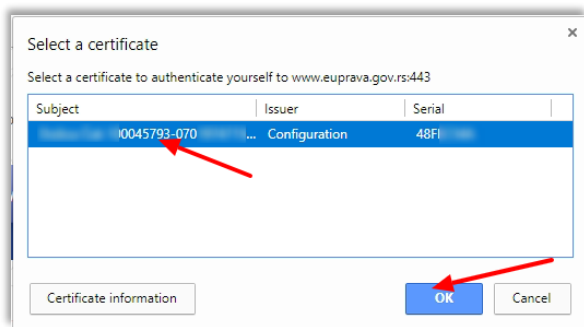 Select a certificate
Select a certificate to authenticate yourself to www.euprava.gov.rs:443
Subject Issuer Serial
00045793-070 ... Configuration 48F
Certificate information OK Cancel